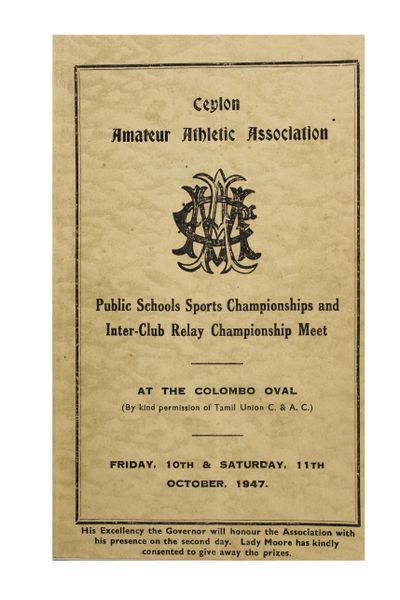 Ceylon
Amateur Athletic Association
Public Schools Sports Championships and
Inter-Club Relay Championship Meet
AT THE COLOMBO OVAL
(By kind permission of Tamil Union C. & A. C.)
FRIDAY, 10TH & SATURDAY, 11TH
OCTOBER, 1947.
His Excellency the Governor will honour the Association with
his presence on the second day. Lady Moore has kindly
consented to give away the prizes.